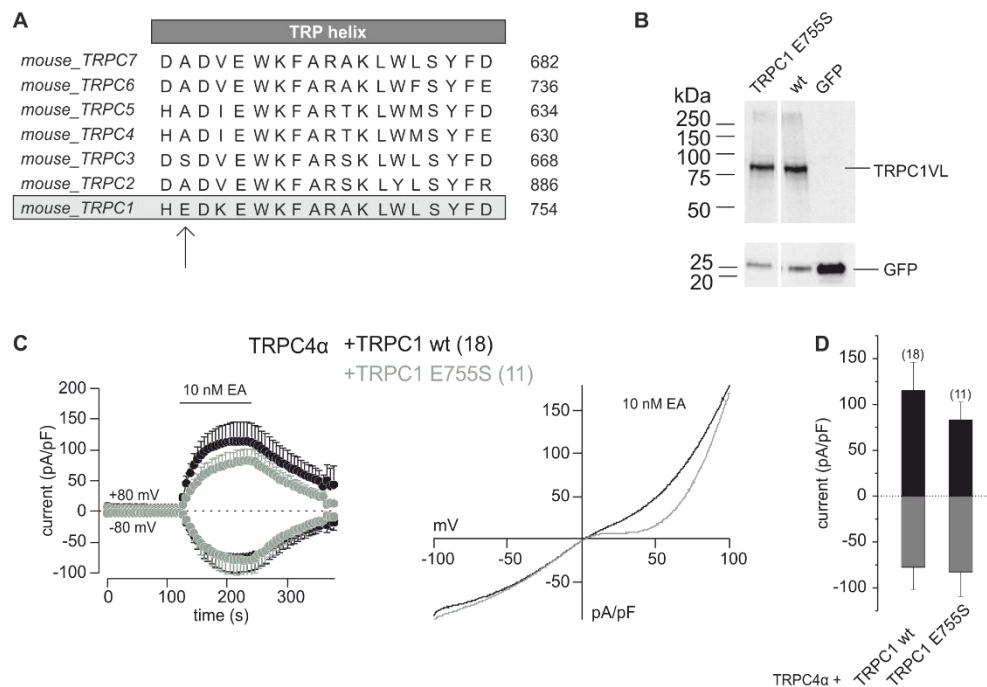 A
TRP helix
mouse_TRPC7 D A D V E W K F A R A K L W L S Y F D 682
mouse_TRPC6 D A D V E W K F A R A K L W F S Y F E 736
mouse_TRPC5 H A D I E W K F A R T K L W M S Y F D 634
mouse_TRPC4 H A D I E W K F A R T K L W M S Y F E 630
mouse_TRPC3 D S D V E W K F A R S K L W L S Y F D 668
mouse_TRPC2 D A D V E W K F A R S K L Y L S Y F R 886
mouse_TRPC1 H E D K E W K F A R A K L W L S Y F D 754
B
TRPC1 E755S
wt
GFP
kDa
250
150
100
75
50
TRPC1VL
25
20
GFP
C
TRPC4α +TRPC1 wt (18)
+TRPC1 E755S (11)
10 nM EA
200
150
100
50
0
-50
-100
current (pA/pF)
+80 mV
-80 mV
0 100 200 300
time (s)
10 nM EA
150
100
50
mV
-100 -50 50 100
-50
pA/pF
D
150
100
50
0
-50
-100
current (pA/pF)
(18)
(11)
TRPC4α +
TRPC1 wt
TRPC1 E755S